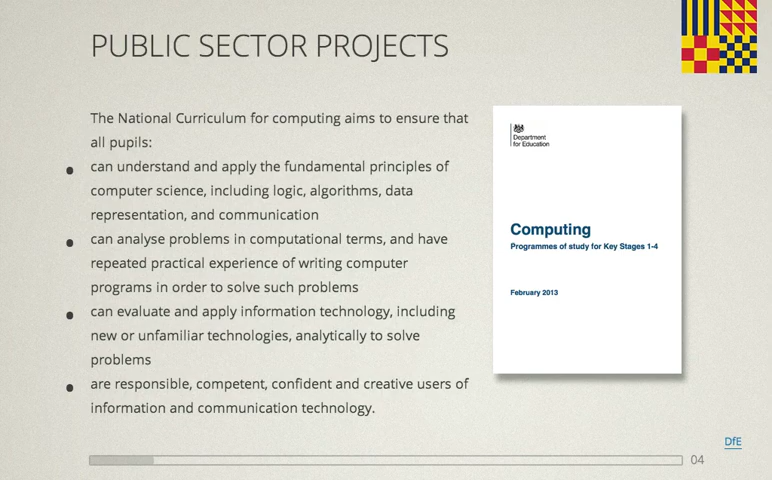 PUBLIC SECTOR PROJECTS
The National Curriculum for computing aims to ensure that
all pupils:
can understand and apply the fundamental principles of
computer science, including logic, algorithms, data
representation, and communication
can analyse problems in computational terms, and have
repeated practical experience of writing computer
programs in order to solve such problems
can evaluate and apply information technology, including
new or unfamiliar technologies, analytically to solve
problems
are responsible, competent, confident and creative users of
information and communication technology.
Department
for Education
Computing
Programmes of study for Key Stages 1-4
February 2013
DfE
04